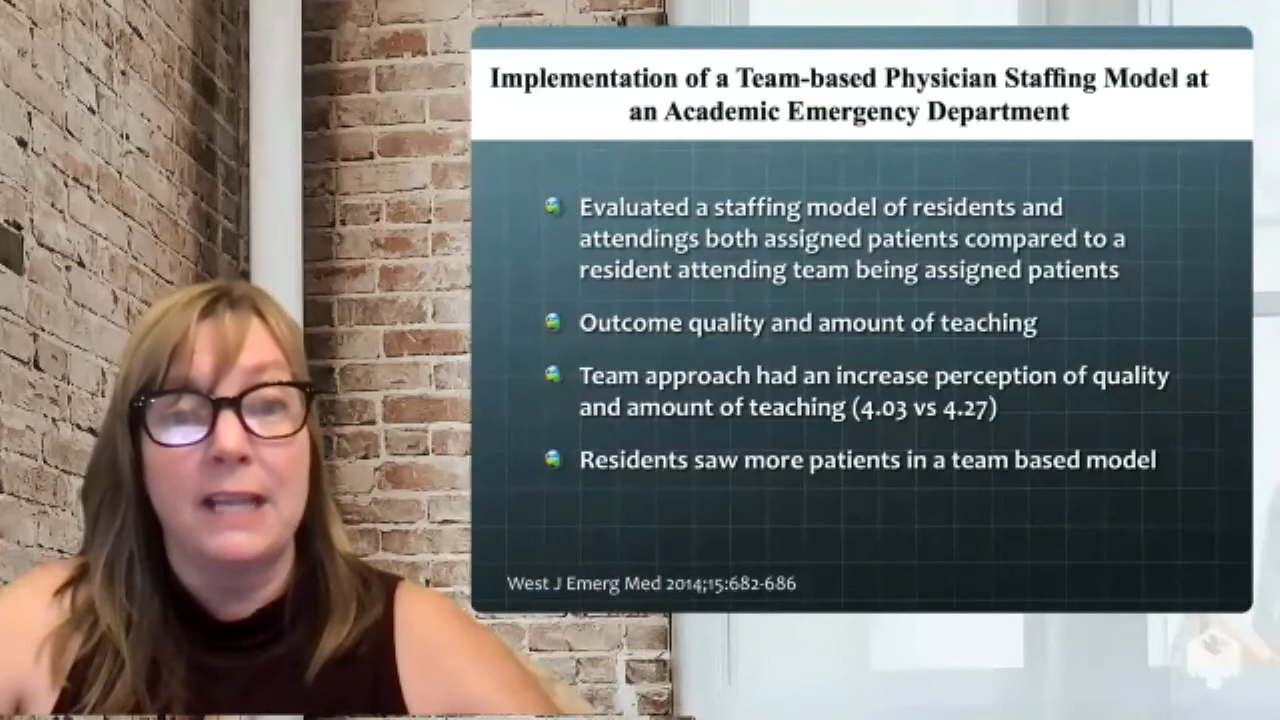 Implementation of a Team-based Physician Staffing Model at
an Academic Emergency Department
Evaluated a staffing model of residents and
attendings both assigned patients compared to a
resident attending team being assigned patients
Outcome quality and amount of teaching
Team approach had an increase perception of quality
and amount of teaching (4.03 vs 4.27)
Residents saw more patients in a team based model
West J Emerg Med 2014;15:682-686